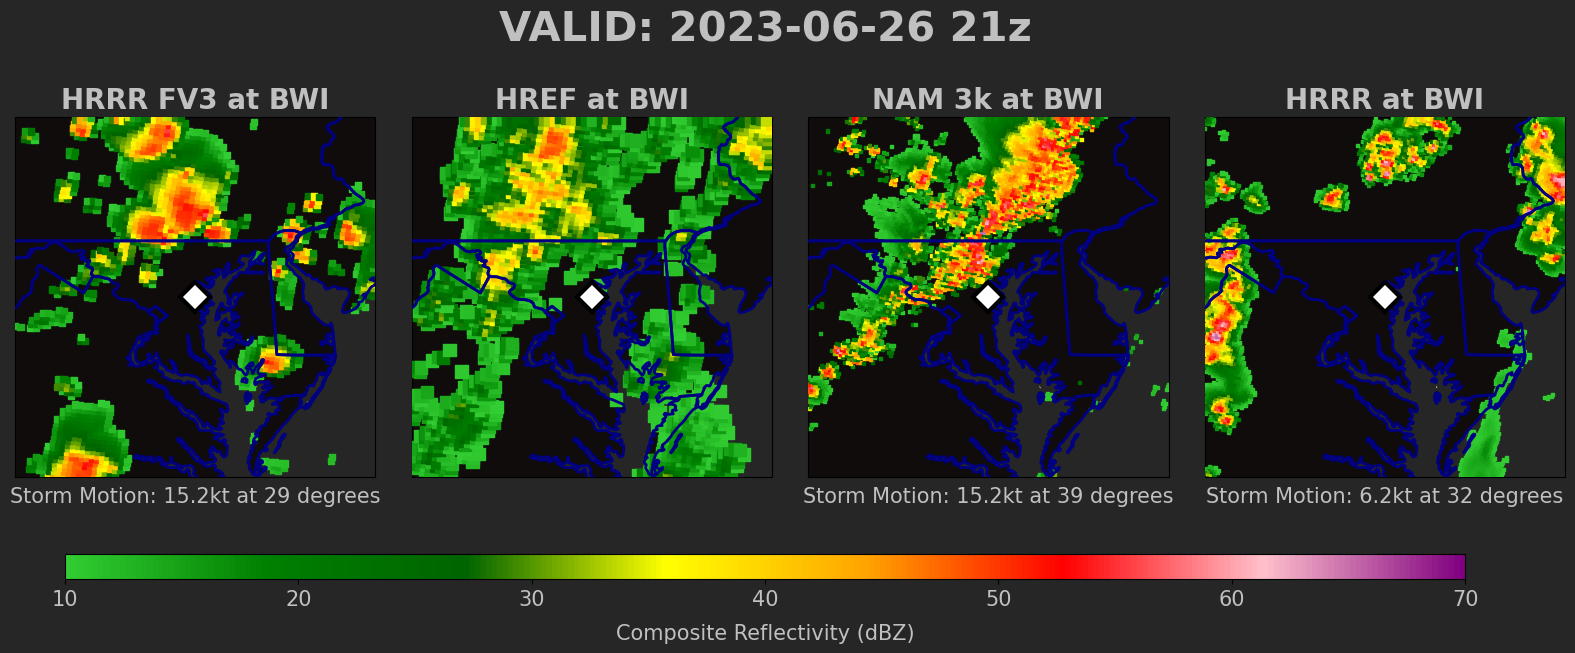 VALID: 2023-06-26 21z
HRRR FV3 at BWI
HREF at BWI
NAM 3k at BWI
HRRR at BWI
Storm Motion: 15.2kt at 29 degrees
Storm Motion: 15.2kt at 39 degrees
Storm Motion: 6.2kt at 32 degrees
10 20 30 40 50 60 70
Composite Reflectivity (dBZ)